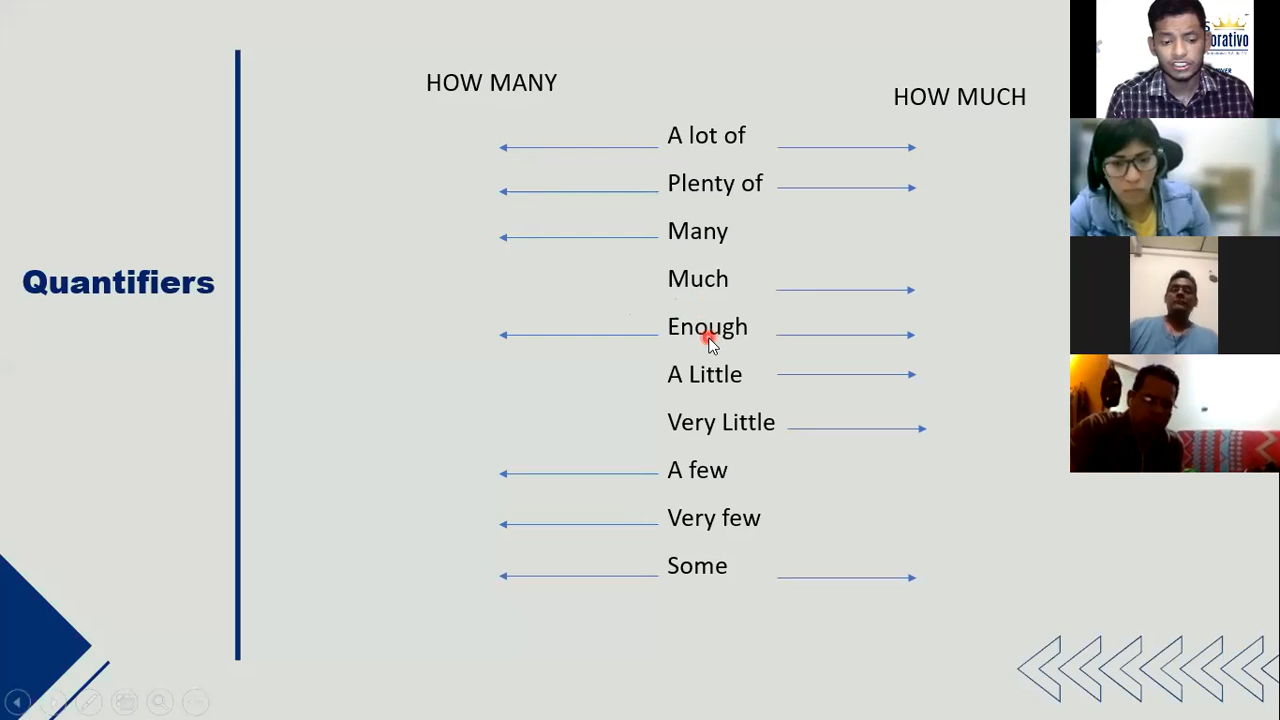 HOW MANY
HOW MUCH
A lot of
Plenty of
Many
Much
Quantifiers
Enough
A Little
Very Little
A few
Very few
Some
orativo